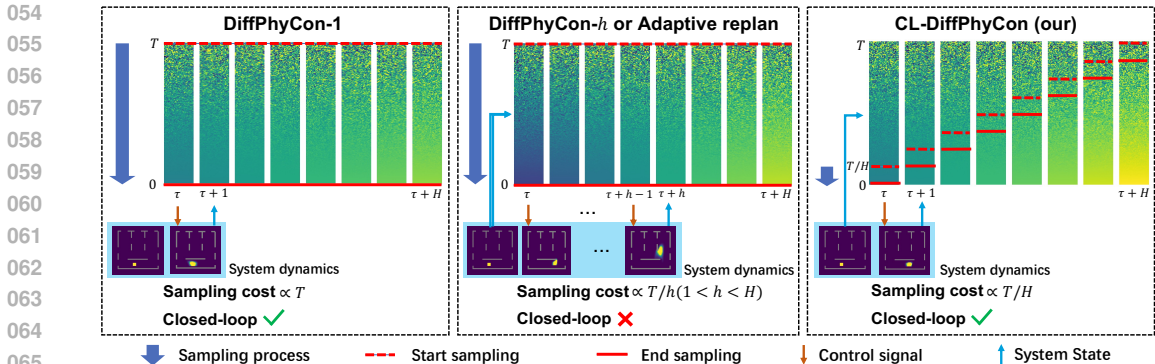 054
055
056
057
058
059
060
061
062
063
064
065
DiffPhyCon-1
T
0
τ
τ + 1
τ + H
System dynamics
Sampling cost ∝ T
Closed-loop ✓
DiffPhyCon-h or Adaptive replan
T
0
τ
...
τ+h − 1
τ+h
τ + H
...
System dynamics
Sampling cost ∝ T/h(1 < h < H)
Closed-loop ✗
CL-DiffPhyCon (our)
T
T/H
0
τ
τ + 1
τ + H
System dynamics
Sampling cost ∝ T/H
Closed-loop ✓
Sampling process
Start sampling
End sampling
Control signal
System State